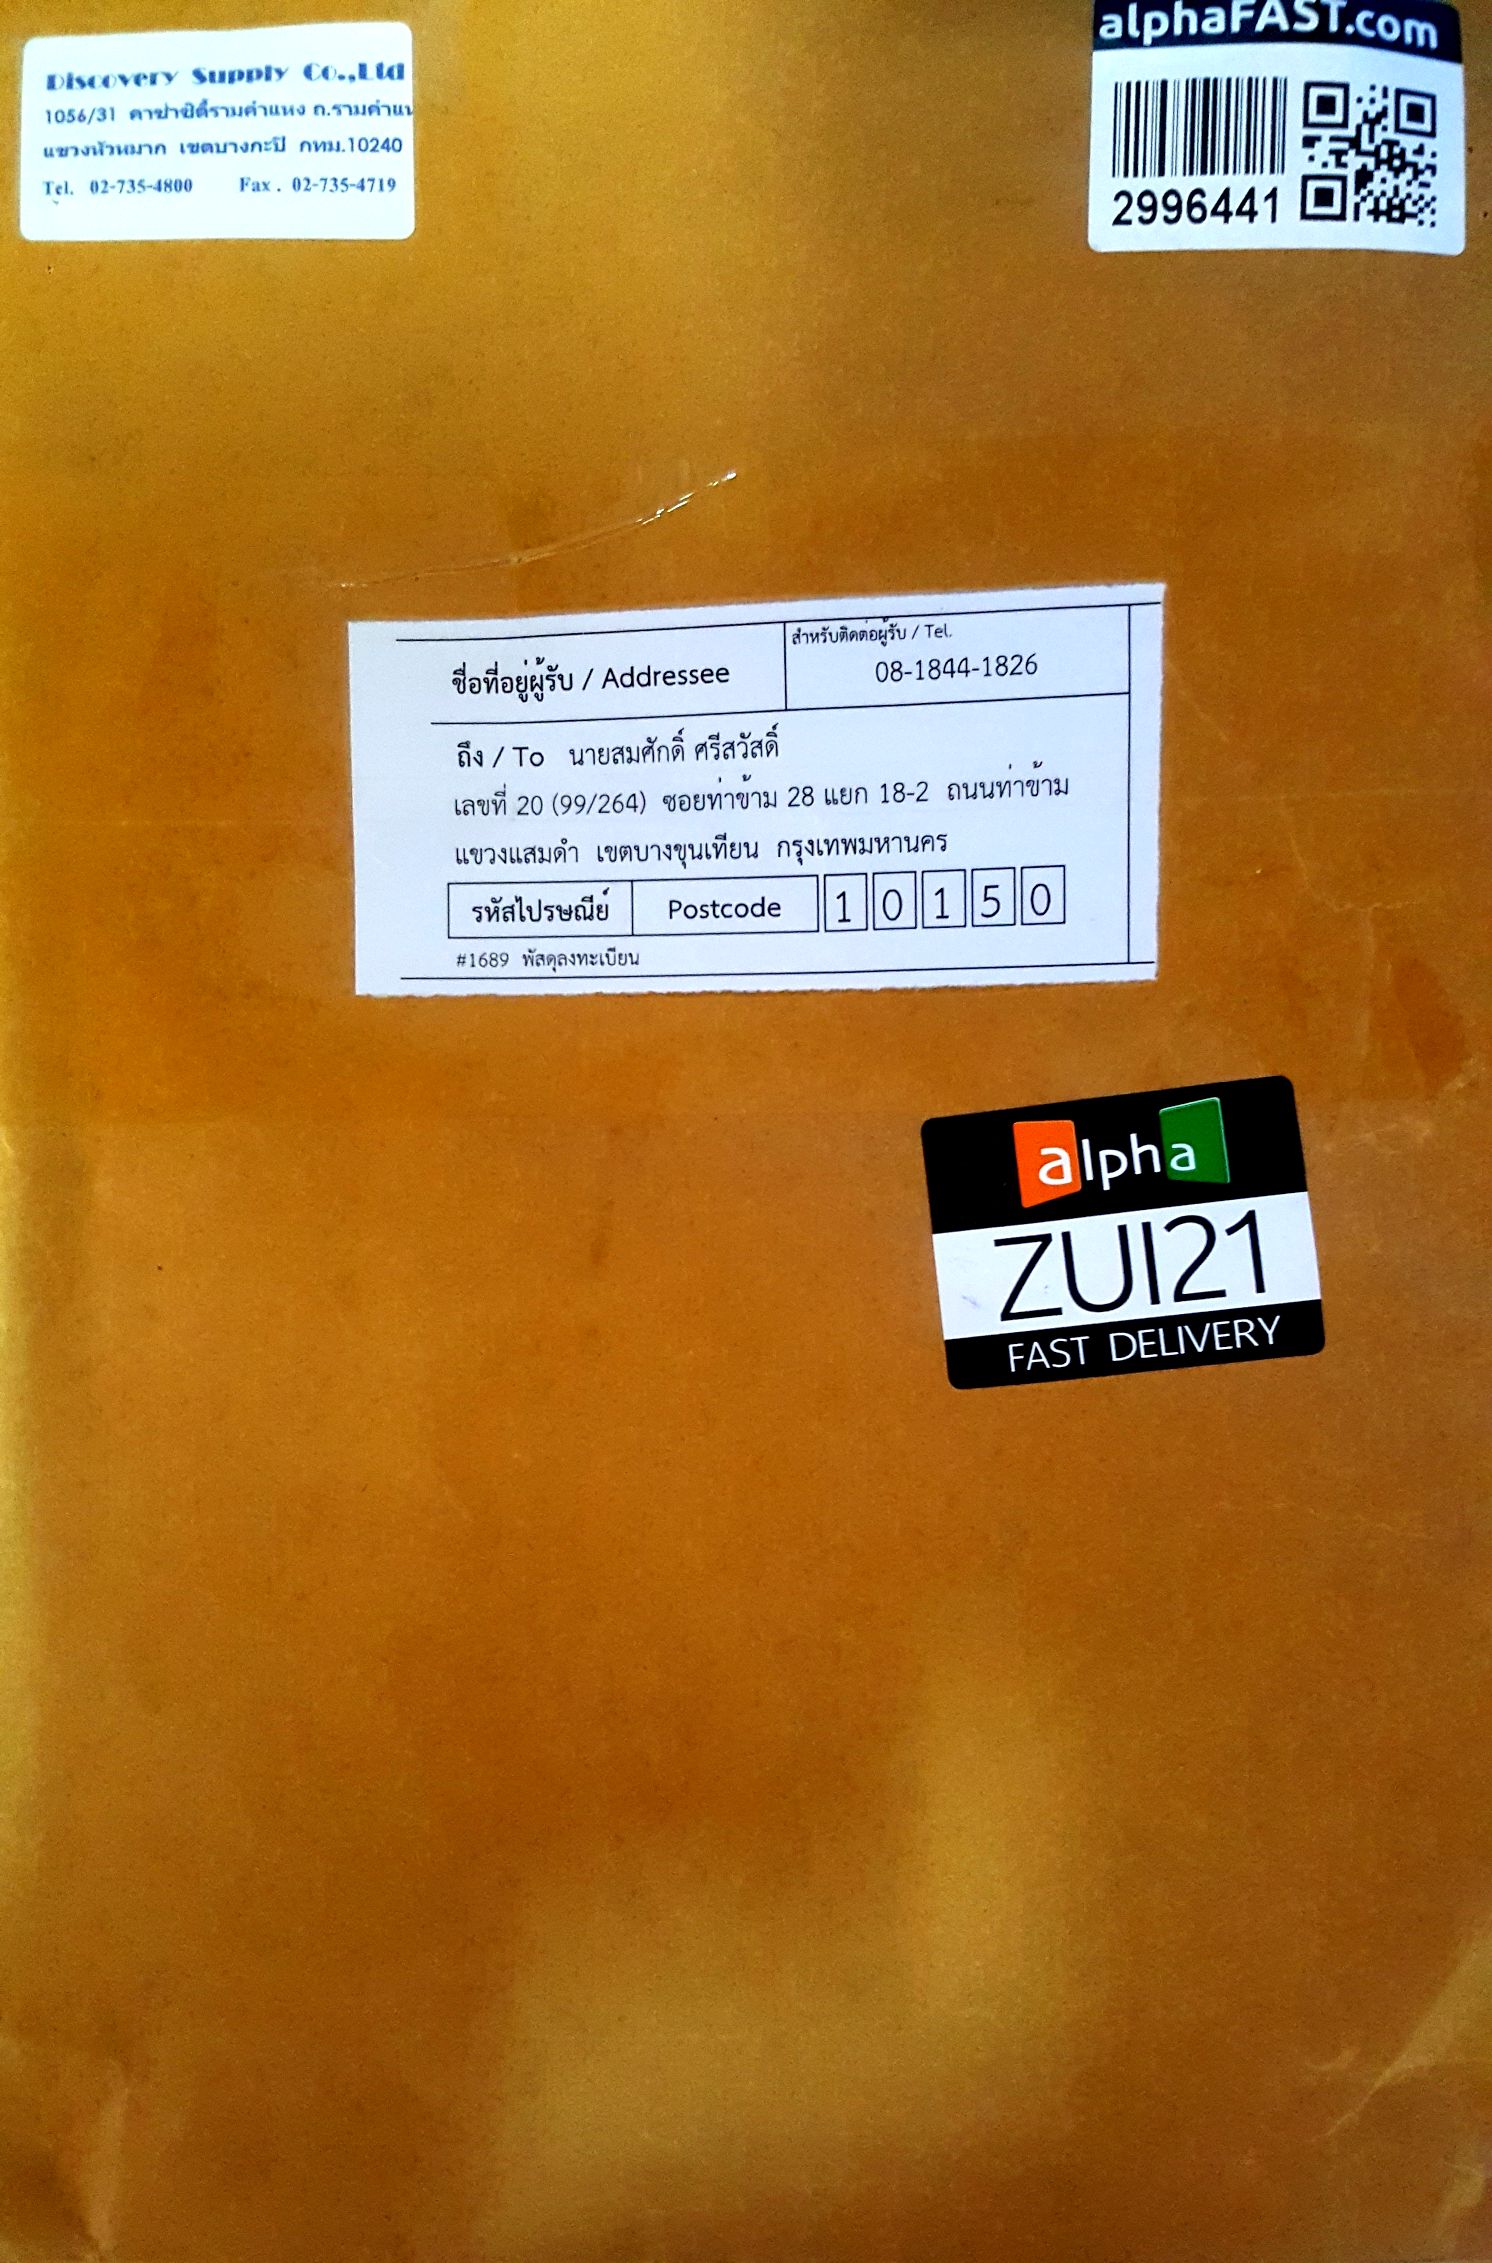 Discovery Supply Co.,Ltd
1056/31 คาซ่าซิตี้รามคำแหง
แขวงหัวหมาก เขตบางกะปิ กทม.10240
Tel. 02-735-4800 Fax . 02-735-4719
alphaFAST.com
2996441
ชื่อที่อยู่ผู้รับ / Addressee
สำหรับติดต่อผู้รับ / Tel.
08-1844-1826
ถึง / To นายสมศักดิ์ ศรีสวัสดิ์
เลขที่ 20 (99/264) ซอยท่าข้าม 28 แยก 18-2 ถนนท่าข้าม
แขวงแสมดำ เขตบางขุนเทียน กรุงเทพมหานคร
รหัสไปรษณีย์ Postcode 1 0 1 5 0
#1689 พัสดุลงทะเบียน
alpha
ZUI21
FAST DELIVERY